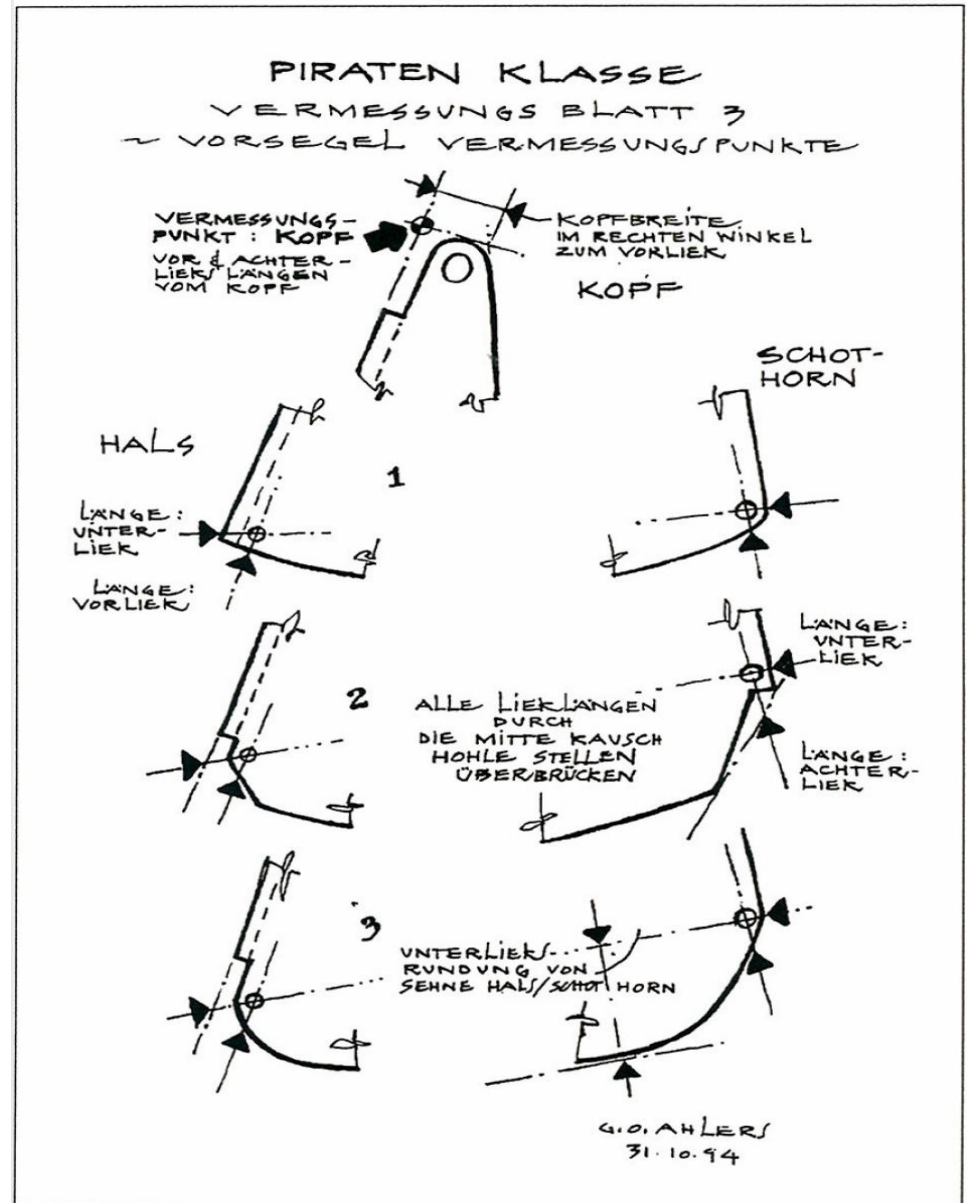 PIRATEN KLASSE
VERMESSUNGS BLATT 3
~ VORSEGEL VERMESSUNGSPUNKTE
VERMESSUNGS-
PUNKT : KOPF
VOR & ACHTER-
LIEKS LÄNGEN
VOM KOPF
KOPFBREITE
IM RECHTEN WINKEL
ZUM VORLIEK
KOPF
SCHOT-
HORN
HALS
1
LÄNGE:
UNTER-
LIEK
LÄNGE:
VORLIEK
2
ALLE LIEKLÄNGEN
DURCH
DIE MITTE KAUSCH
HOHLE STELLEN
ÜBERBRÜCKEN
LÄNGE:
UNTER-
LIEK
LÄNGE:
ACHTER-
LIEK
3
UNTERLIEKS-
RUNDUNG VON
SEHNE HALS/SCHOT HORN
G.O. AHLERS
31.10.94